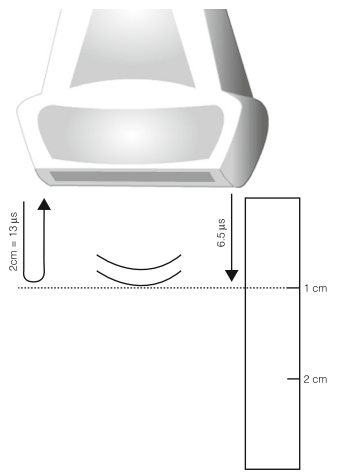 2cm = 13 µs
6.5 µs
1 cm
2 cm